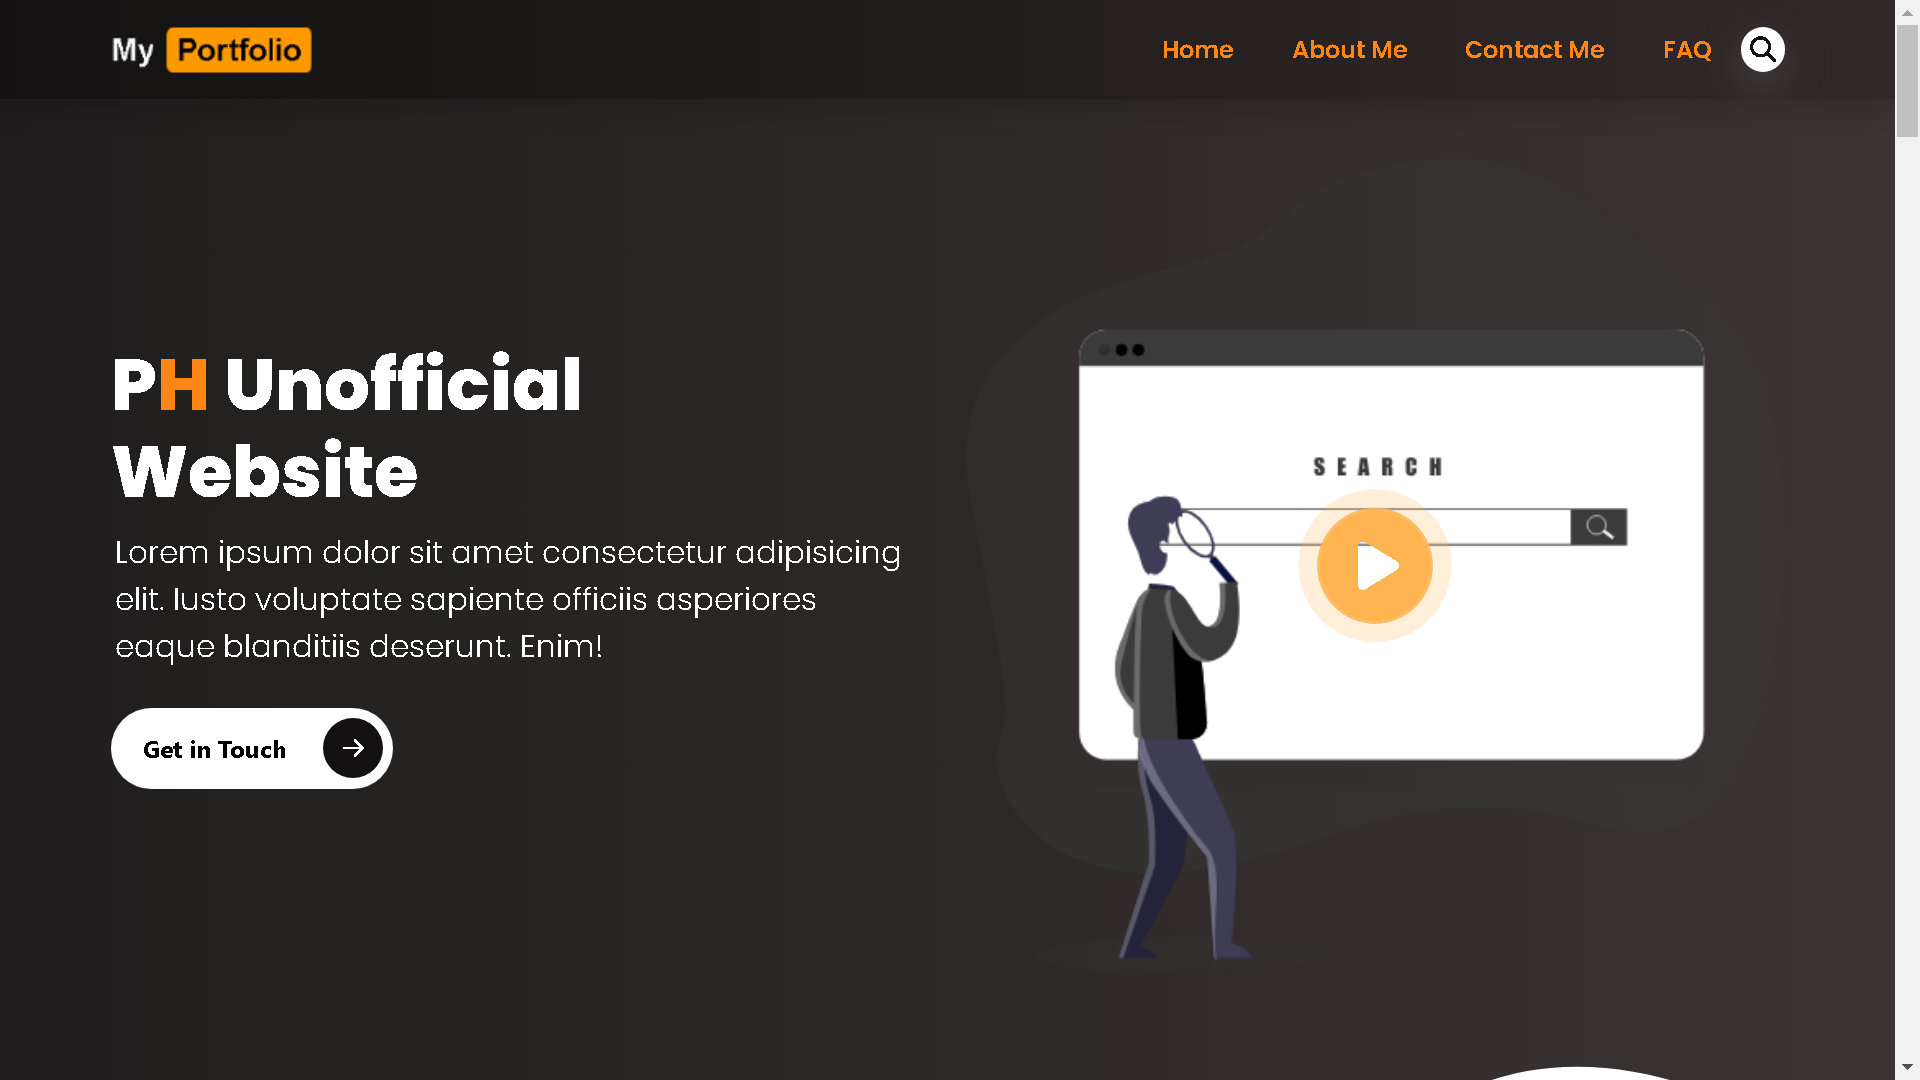 My Portfolio
Home About Me Contact Me FAQ
PH Unofficial
Website
Lorem ipsum dolor sit amet consectetur adipisicing
elit. Iusto voluptate sapiente officiis asperiores
eaque blanditiis deserunt. Enim!
Get in Touch
SEARCH